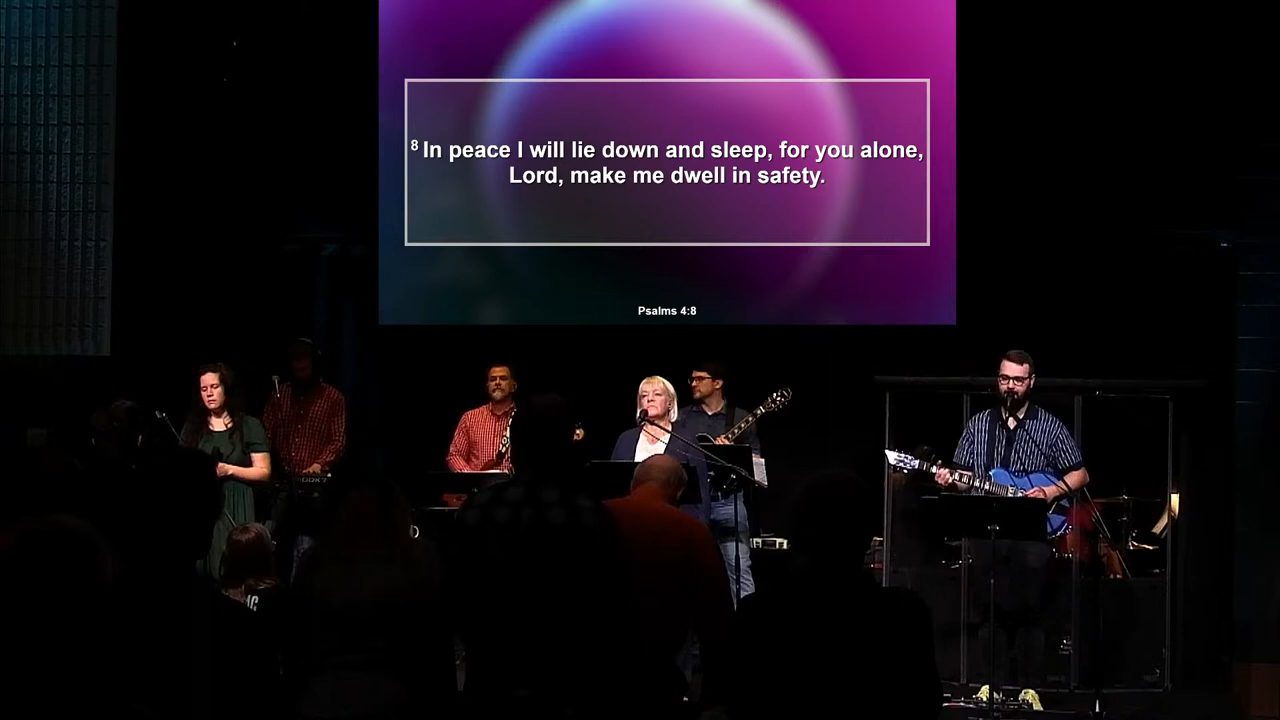 8 In peace I will lie down and sleep, for you alone,
Lord, make me dwell in safety.
Psalms 4:8